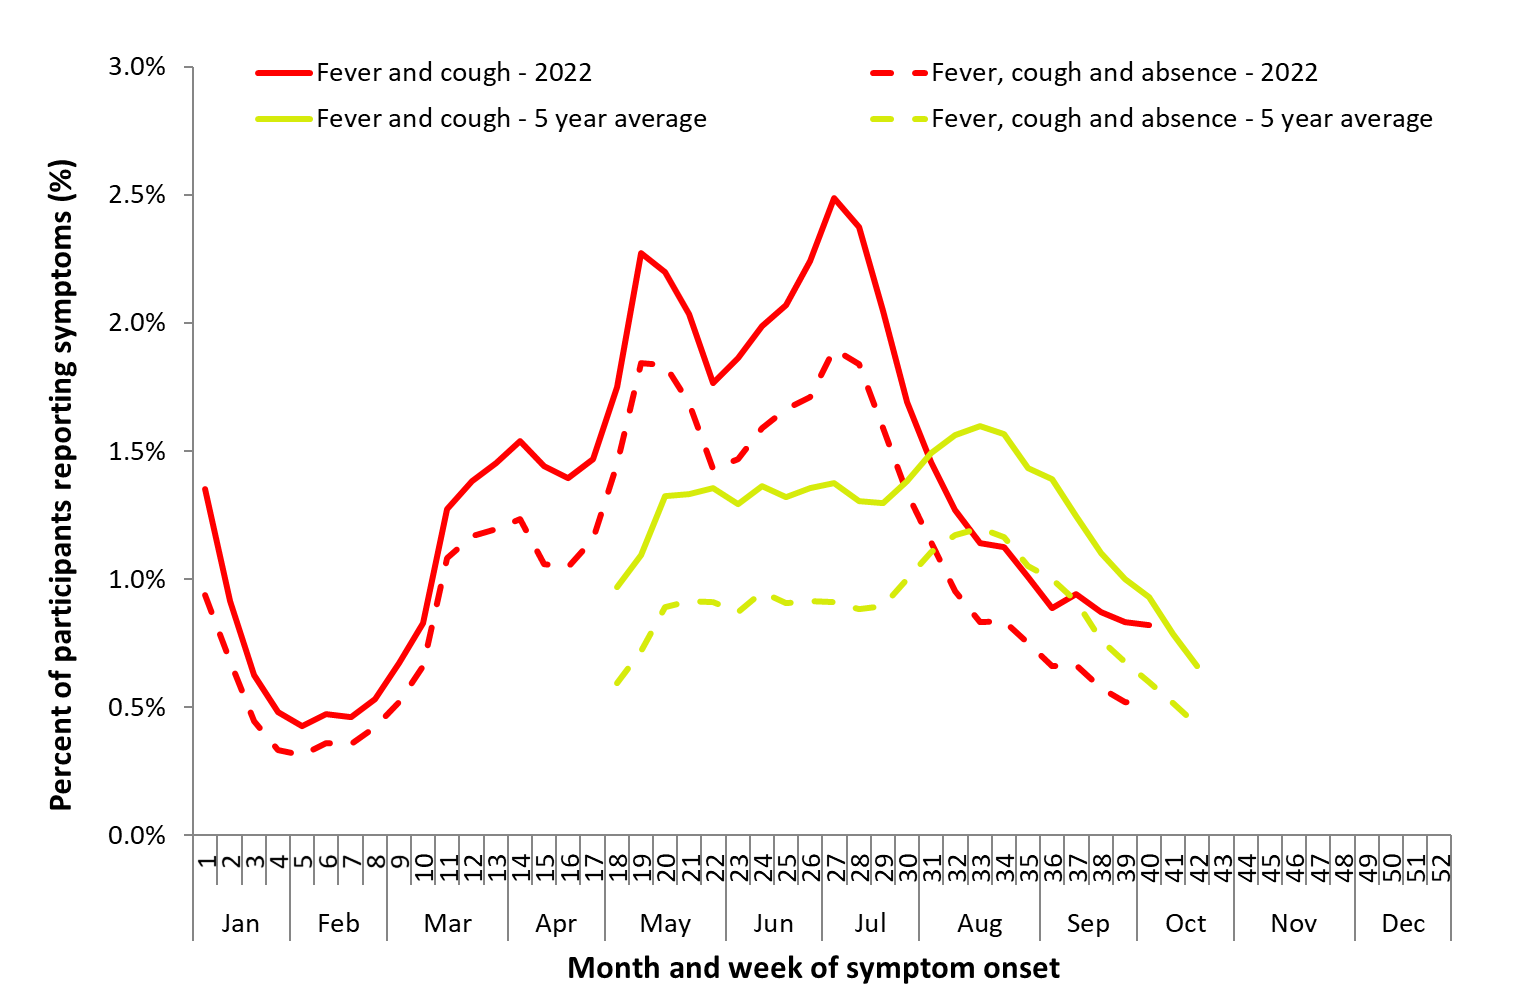 Fever and cough - 2022
Fever, cough and absence - 2022
Fever and cough - 5 year average
Fever, cough and absence - 5 year average
Percent of participants reporting symptoms (%)
3.0%
2.5%
2.0%
1.5%
1.0%
0.5%
0.0%
1 2 3 4 5 6 7 8 9 10 11 12 13 14 15 16 17 18 19 20 21 22 23 24 25 26 27 28 29 30 31 32 33 34 35 36 37 38 39 40 41 42 43 44 45 46 47 48 49 50 51 52
Jan Feb Mar Apr May Jun Jul Aug Sep Oct Nov Dec
Month and week of symptom onset